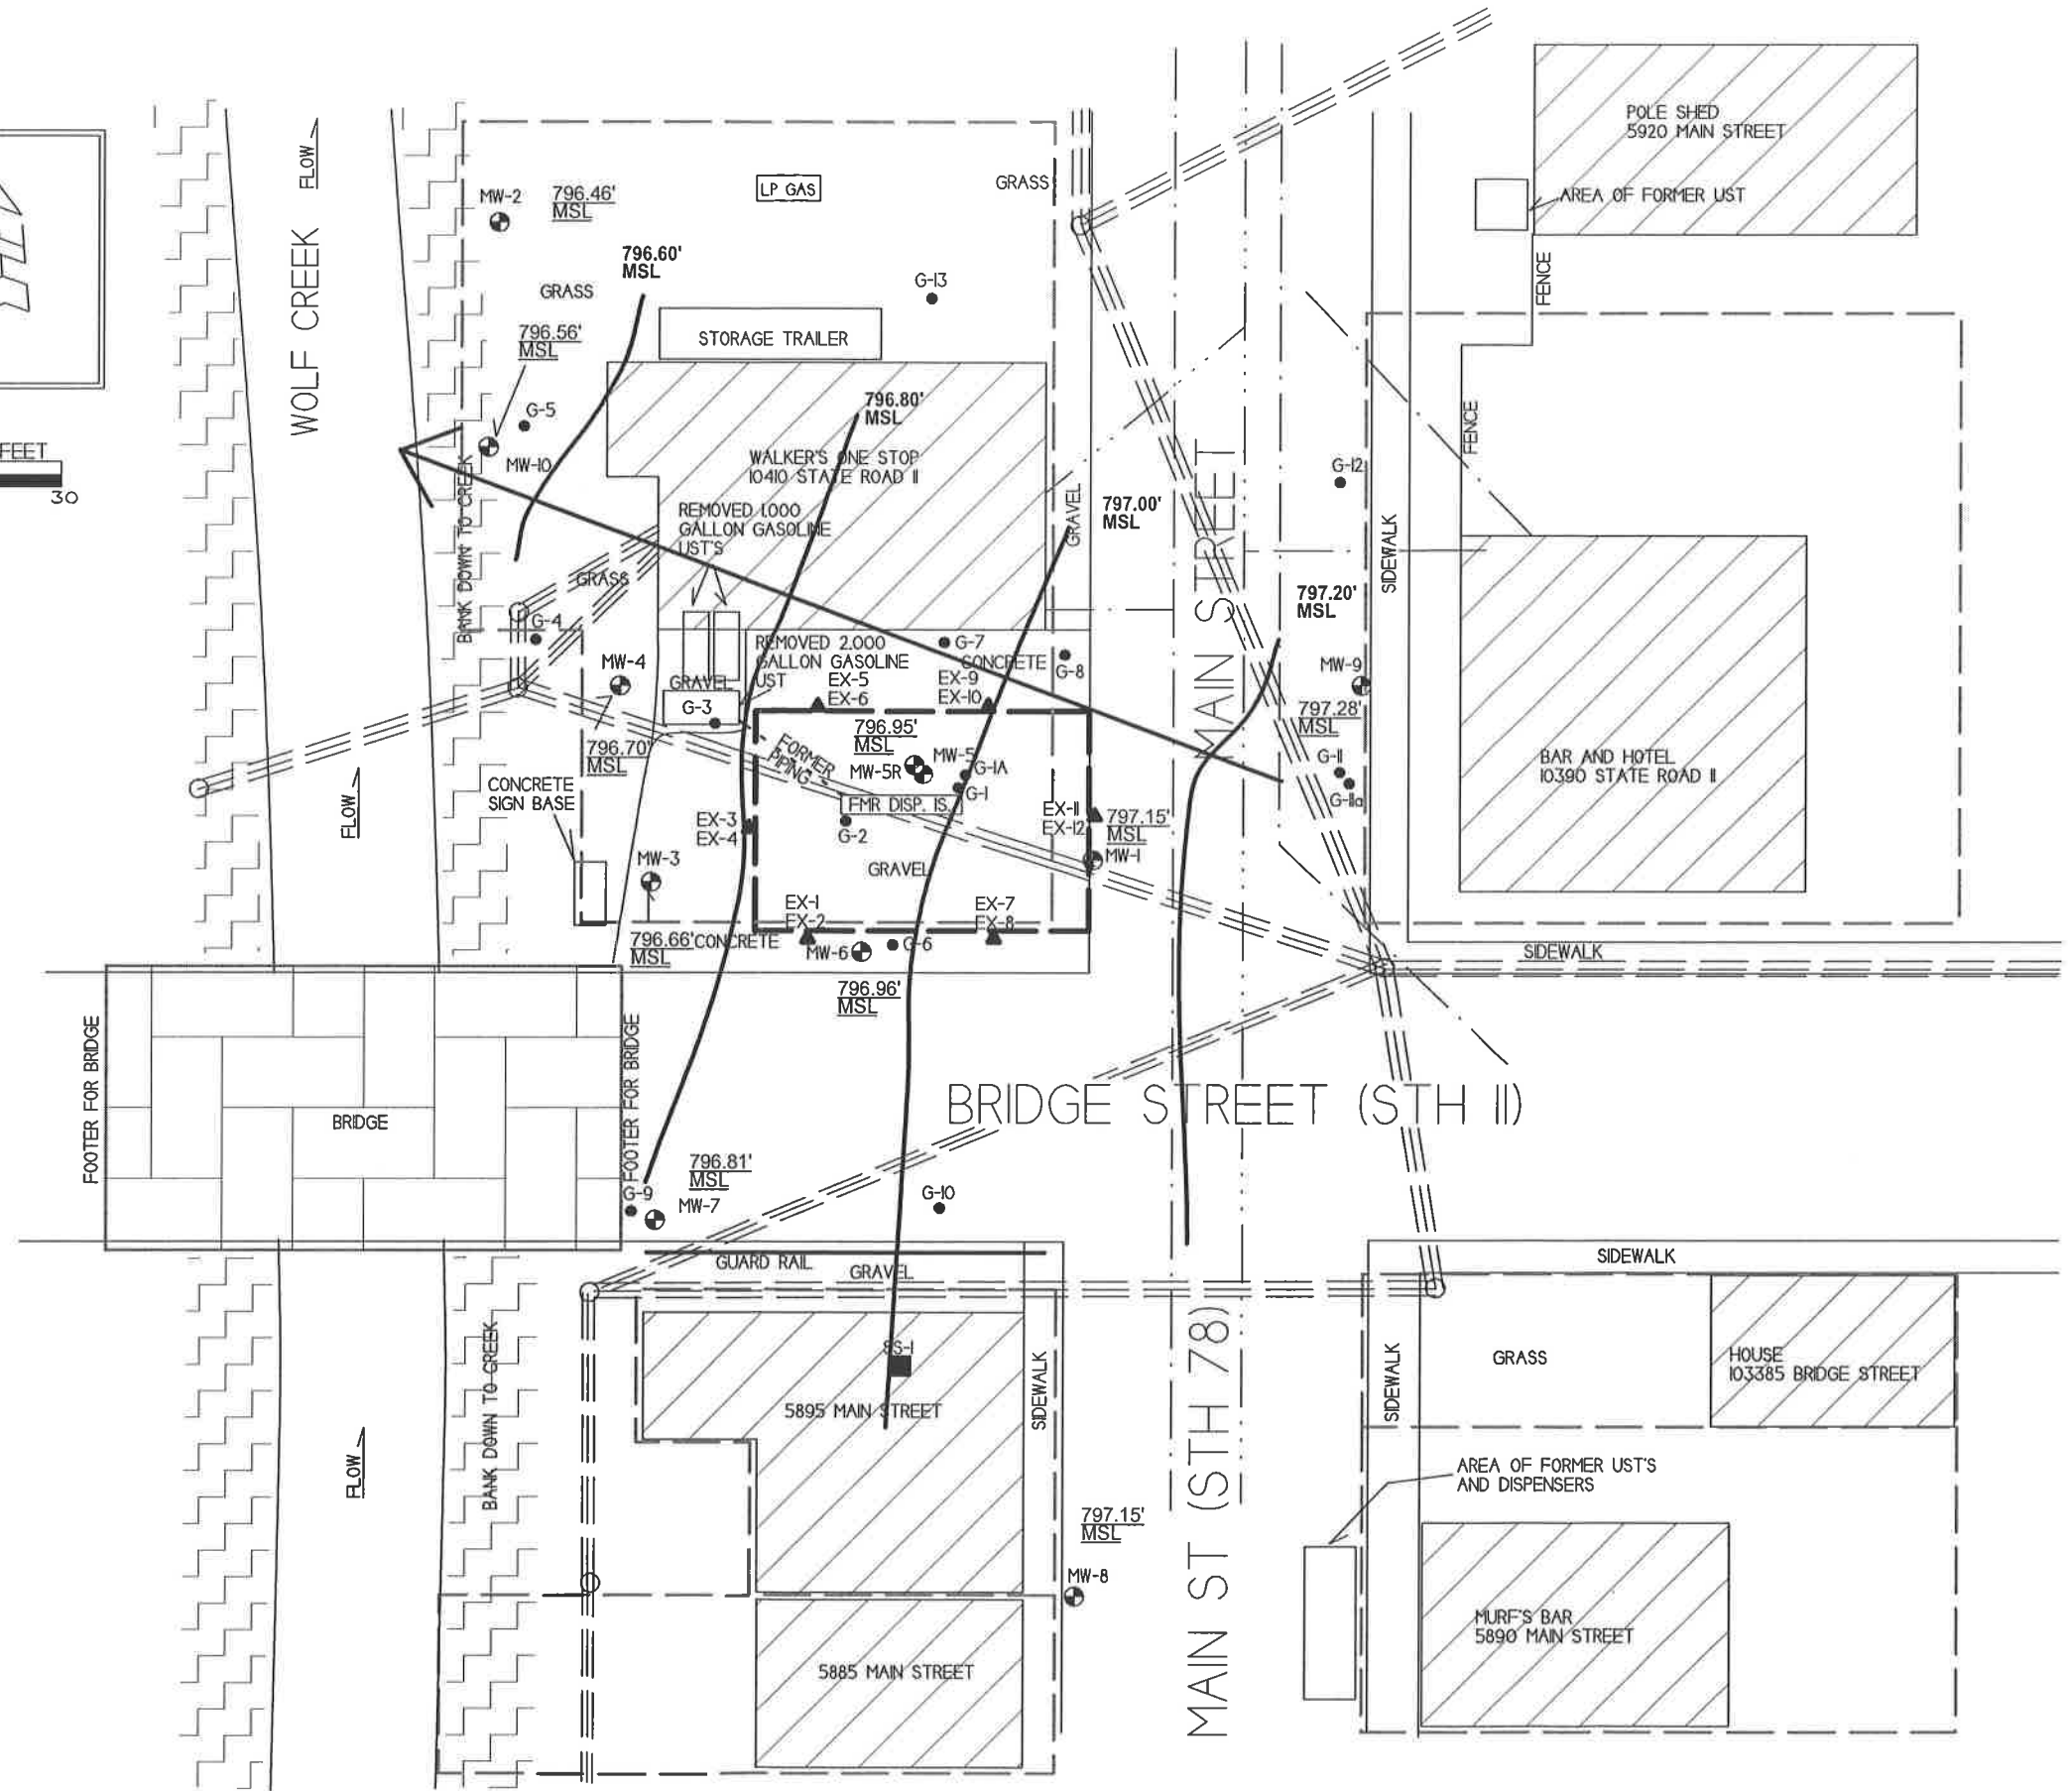 POLE SHED
5920 MAIN STREET
AREA OF FORMER UST
FENCE
FLOW
WOLF CREEK
MW-2
796.46'
MSL
LP GAS
GRASS
796.60'
MSL
GRASS
G-13
STORAGE TRAILER
796.56'
MSL
G-5
MW-10
FEET
30
796.80'
MSL
WALKER'S ONE STOP
10410 STATE ROAD 11
REMOVED 1,000
GALLON GASOLINE
UST'S
797.00'
MSL
GRAVEL
MAIN STREET
G-12
SIDEWALK
FENCE
BANK DOWN TO CREEK
GRASS
G-4
MW-4
796.70'
MSL
REMOVED 2,000
GALLON GASOLINE
UST
GRAVEL
G-3
EX-5
EX-6
G-7
CONCRETE
G-8
EX-9
EX-10
797.20'
MSL
MW-9
797.28'
MSL
G-11
G-11a
BAR AND HOTEL
10390 STATE ROAD 11
FORMER
PIPING
796.95'
MSL
MW-5
MW-5R
G-1A
G-1
FMR DISP. IS.
G-2
GRAVEL
EX-11
EX-12
797.15'
MSL
MW-1
CONCRETE
SIGN BASE
FLOW
EX-3
EX-4
MW-3
796.66'
MSL
CONCRETE
EX-1
EX-2
EX-7
EX-8
MW-6
G-6
796.96'
MSL
SIDEWALK
FOOTER FOR BRIDGE
BRIDGE
FOOTER FOR BRIDGE
BRIDGE STREET (STH 11)
796.81'
MSL
G-9
MW-7
G-10
GUARD RAIL
GRAVEL
SIDEWALK
SS-1
5895 MAIN STREET
SIDEWALK
MAIN ST (STH 78)
SIDEWALK
GRASS
HOUSE
103385 BRIDGE STREET
BANK DOWN TO CREEK
FLOW
AREA OF FORMER UST'S
AND DISPENSERS
797.15'
MSL
MW-8
MURF'S BAR
5890 MAIN STREET
5885 MAIN STREET